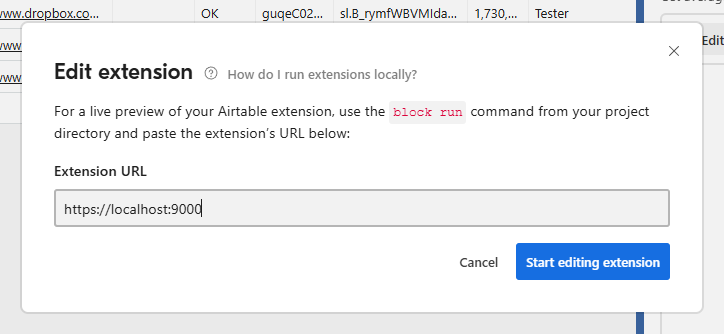 www.dropbox.co... OK guqeC02... sl.B_rymfWBVMIda... 1,730,... Tester
www
Edit
www
Edit extension How do I run extensions locally?
For a live preview of your Airtable extension, use the block run command from your project
directory and paste the extension's URL below:
Extension URL
https://localhost:9000
Cancel Start editing extension